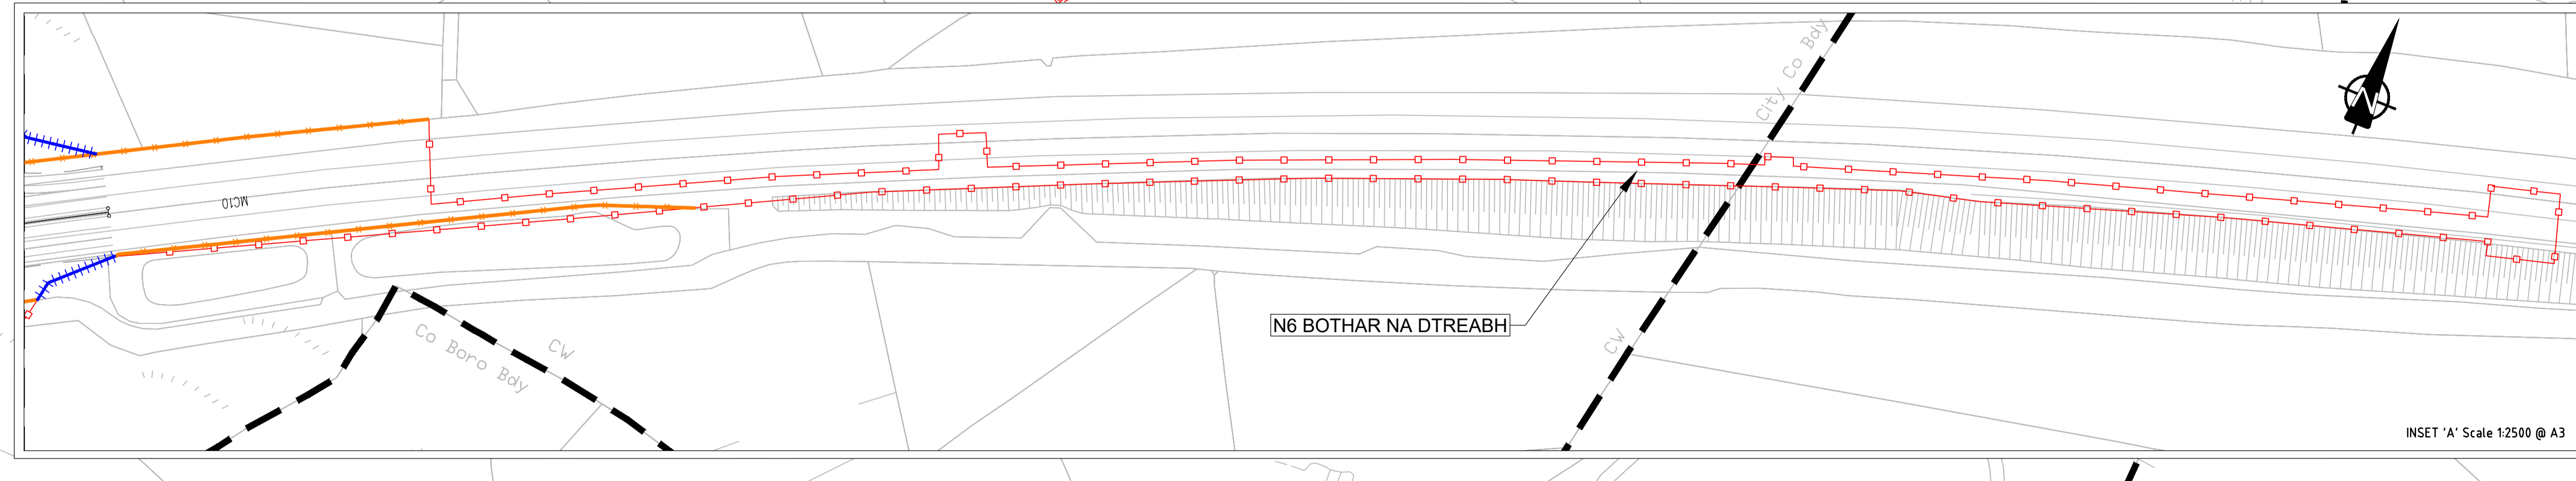 City Co Bdy
N
MC10
N6 BOTHAR NA DTREABH
CW
Co Boro Bdy
CW
INSET 'A' Scale 1:2500 @ A3